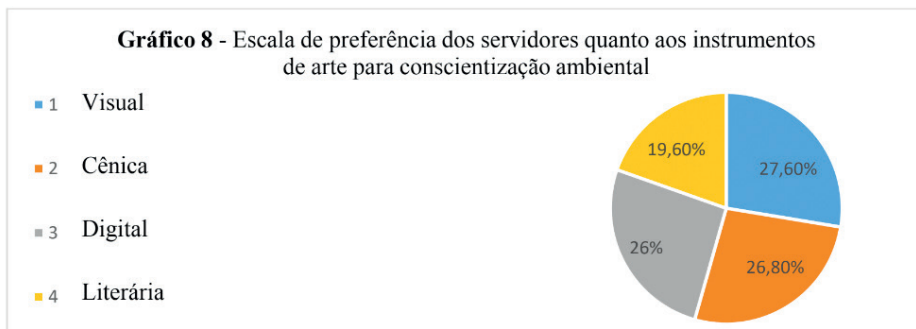 Gráfico 8 - Escala de preferência dos servidores quanto aos instrumentos
de arte para conscientização ambiental
1 Visual
2 Cênica
3 Digital
4 Literária
19,60%
27,60%
26%
26,80%